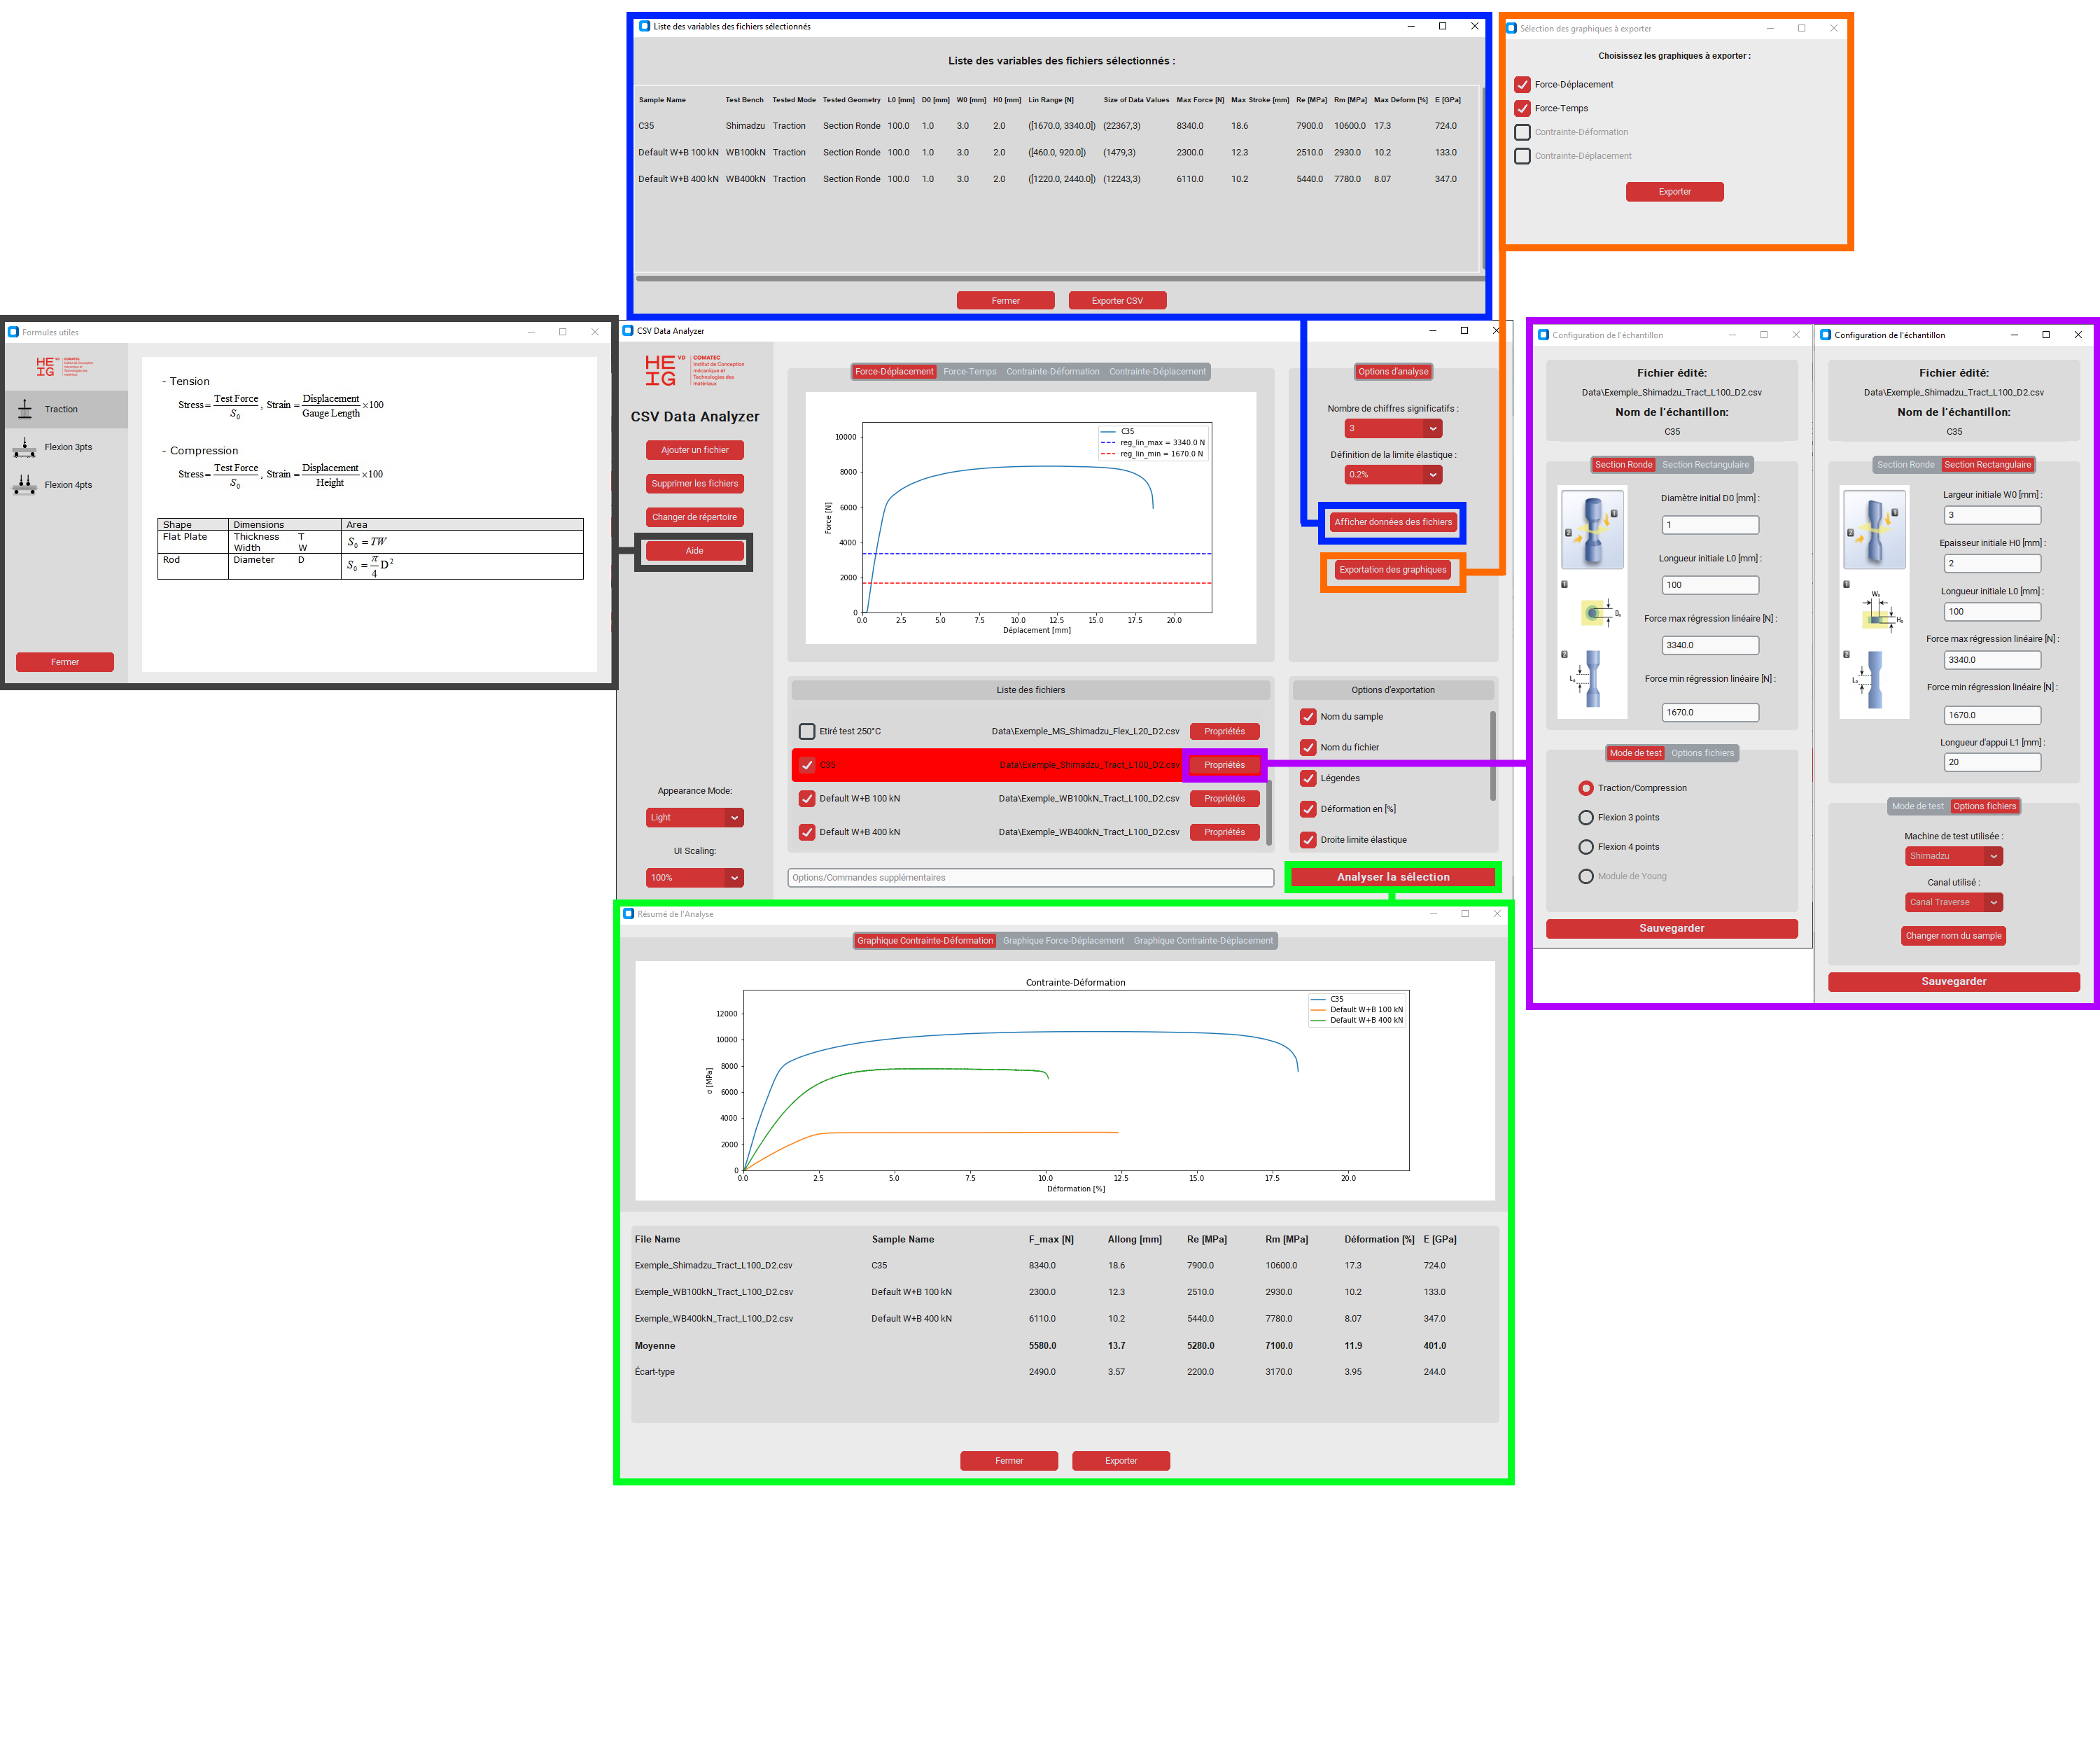 Liste des variables des fichiers sélectionnés
Liste des variables des fichiers sélectionnés :
Sample Name Test Bench Tested Mode Tested Geometry L0 [mm] D0 [mm] W0 [mm] H0 [mm] Lin Range [N] Size of Data Values Max Force [N] Max Stroke [mm] Re [MPa] Rm [MPa] Max Deform [%] E [GPa]
C35 Shimadzu Traction Section Ronde 100.0 1.0 3.0 2.0 ([1670.0, 3340.0]) (22367,3) 8340.0 18.6 7900.0 10600.0 17.3 724.0
Default W+B 100 kN WB100kN Traction Section Ronde 100.0 1.0 3.0 2.0 ([460.0, 920.0]) (1479,3) 2300.0 12.3 2510.0 2930.0 10.2 133.0
Default W+B 400 kN WB400kN Traction Section Ronde 100.0 1.0 3.0 2.0 ([1220.0, 2440.0]) (12243,3) 6110.0 10.2 5440.0 7780.0 8.07 347.0
Fermer Exporter CSV
Sélection des graphiques à exporter
Choisissez les graphiques à exporter :
Force-Déplacement
Force-Temps
Contrainte-Déformation
Contrainte-Déplacement
Exporter
Formules utiles
HE VD
IG
COMATEC
Institut de Conception
mécanique et
Technologies des
matériaux
Traction
Flexion 3pts
Flexion 4pts
Fermer
- Tension
Stress= Test Force / S0 , Strain = Displacement / Gauge Length ×100
- Compression
Stress= Test Force / S0 , Strain = Displacement / Height ×100
Shape Dimensions Area
Flat Plate Thickness T S0 = TW
Width W
Rod Diameter D S0 = π/4 D²
CSV Data Analyzer
HE VD
IG
COMATEC
Institut de Conception
mécanique et
Technologies des
matériaux
CSV Data Analyzer
Ajouter un fichier
Supprimer les fichiers
Changer de répertoire
Aide
Appearance Mode:
Light
UI Scaling:
100%
Force-Déplacement Force-Temps Contrainte-Déformation Contrainte-Déplacement
C35
reg_lin_max = 3340.0 N
reg_lin_min = 1670.0 N
10000
8000
6000
4000
2000
0
Force [N]
0.0 2.5 5.0 7.5 10.0 12.5 15.0 17.5 20.0
Déplacement [mm]
Options d'analyse
Nombre de chiffres significatifs :
3
Définition de la limite élastique :
0.2%
Afficher données des fichiers
Exportation des graphiques
Liste des fichiers
Etiré test 250°C Data\Exemple_MS_Shimadzu_Flex_L20_D2.csv Propriétés
C35 Data\Exemple_Shimadzu_Tract_L100_D2.csv Propriétés
Default W+B 100 kN Data\Exemple_WB100kN_Tract_L100_D2.csv Propriétés
Default W+B 400 kN Data\Exemple_WB400kN_Tract_L100_D2.csv Propriétés
Options/Commandes supplémentaires
Options d'exportation
Nom du sample
Nom du fichier
Légendes
Déformation en [%]
Droite limite élastique
Analyser la sélection
Configuration de l'échantillon
Fichier édité:
Data\Exemple_Shimadzu_Tract_L100_D2.csv
Nom de l'échantillon:
C35
Section Ronde Section Rectangulaire
1
2
1
D0
2
L0
Diamètre initial D0 [mm] :
1
Longueur initiale L0 [mm] :
100
Force max régression linéaire [N] :
3340.0
Force min régression linéaire [N] :
1670.0
Mode de test Options fichiers
Traction/Compression
Flexion 3 points
Flexion 4 points
Module de Young
Sauvegarder
Configuration de l'échantillon
Fichier édité:
Data\Exemple_Shimadzu_Tract_L100_D2.csv
Nom de l'échantillon:
C35
Section Ronde Section Rectangulaire
1
2
1
W0
H0
2
L0
Largeur initiale W0 [mm] :
3
Epaisseur initiale H0 [mm] :
2
Longueur initiale L0 [mm] :
100
Force max régression linéaire [N] :
3340.0
Force min régression linéaire [N] :
1670.0
Longueur d'appui L1 [mm] :
20
Mode de test Options fichiers
Machine de test utilisée :
Shimadzu
Canal utilisé :
Canal Traverse
Changer nom du sample
Sauvegarder
Résumé de l'Analyse
Graphique Contrainte-Déformation Graphique Force-Déplacement Graphique Contrainte-Déplacement
Contrainte-Déformation
C35
Default W+B 100 kN
Default W+B 400 kN
12000
10000
8000
6000
4000
2000
0
σ [MPa]
0.0 2.5 5.0 7.5 10.0 12.5 15.0 17.5 20.0
Déformation [%]
File Name Sample Name F_max [N] Allong [mm] Re [MPa] Rm [MPa] Déformation [%] E [GPa]
Exemple_Shimadzu_Tract_L100_D2.csv C35 8340.0 18.6 7900.0 10600.0 17.3 724.0
Exemple_WB100kN_Tract_L100_D2.csv Default W+B 100 kN 2300.0 12.3 2510.0 2930.0 10.2 133.0
Exemple_WB400kN_Tract_L100_D2.csv Default W+B 400 kN 6110.0 10.2 5440.0 7780.0 8.07 347.0
Moyenne 5580.0 13.7 5280.0 7100.0 11.9 401.0
Écart-type 2490.0 3.57 2200.0 3170.0 3.95 244.0
Fermer Exporter